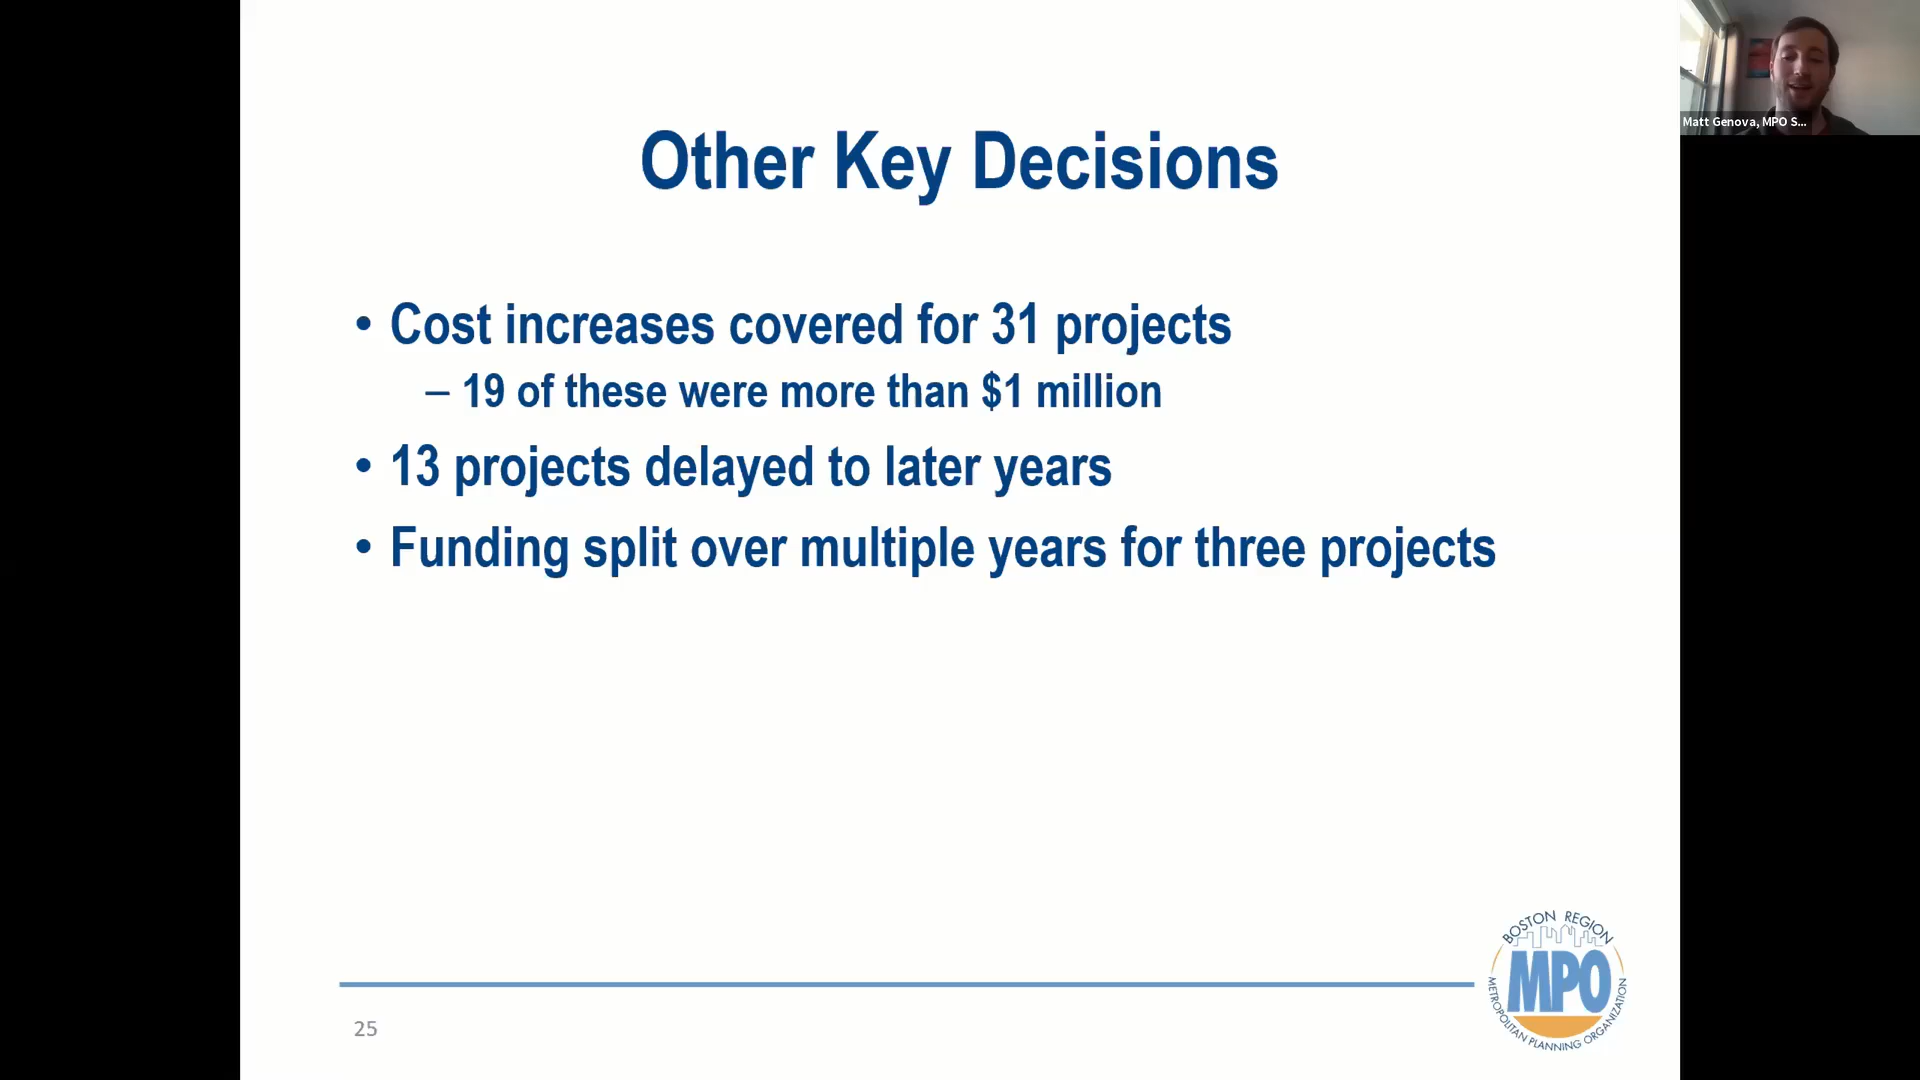 Matt Genova, MPO S...
Other Key Decisions
• Cost increases covered for 31 projects
– 19 of these were more than $1 million
• 13 projects delayed to later years
• Funding split over multiple years for three projects
BOSTON REGION
MPO
METROPOLITAN PLANNING ORGANIZATION
25